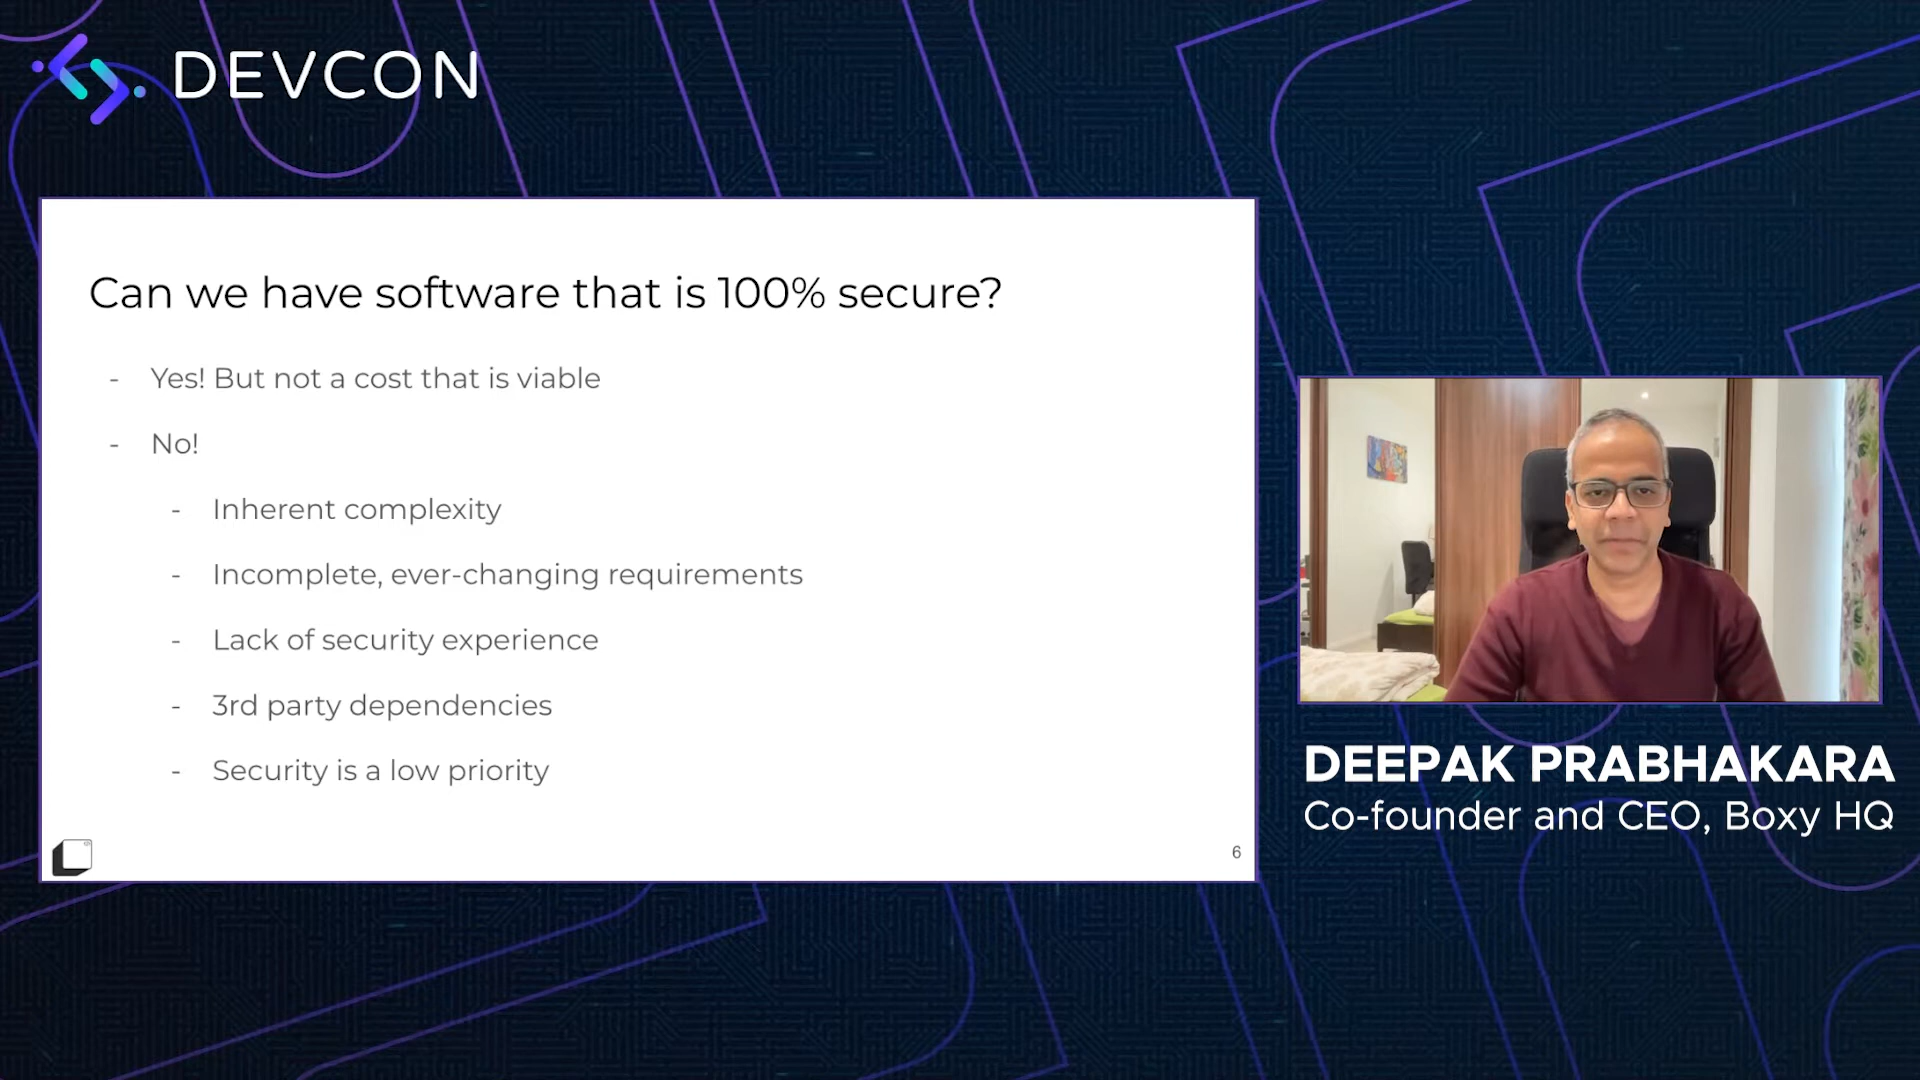 DEVCON
Can we have software that is 100% secure?
- Yes! But not a cost that is viable
- No!
- Inherent complexity
- Incomplete, ever-changing requirements
- Lack of security experience
- 3rd party dependencies
- Security is a low priority
6
DEEPAK PRABHAKARA
Co-founder and CEO, Boxy HQ